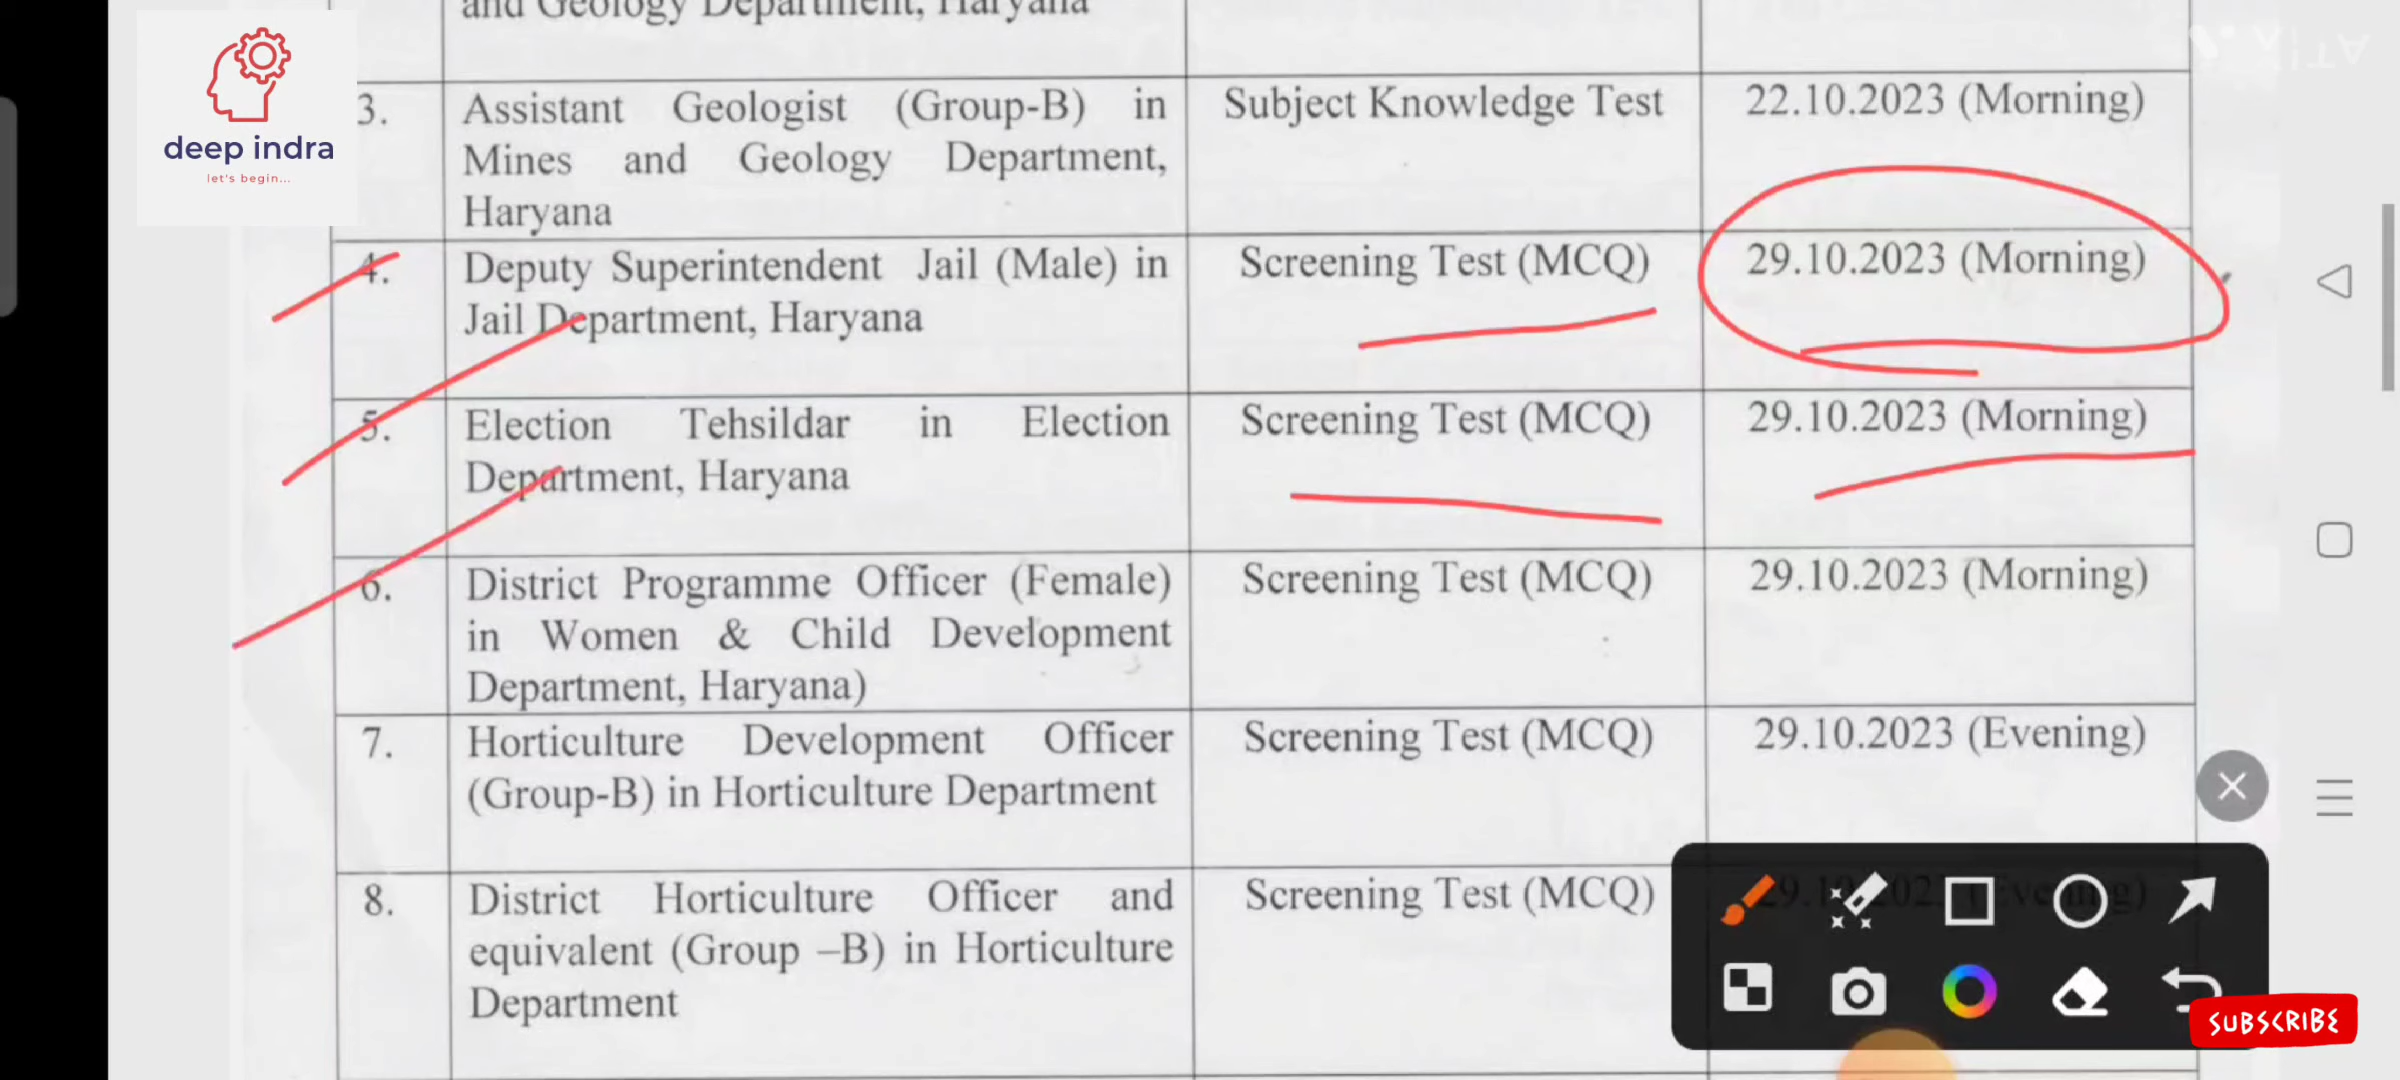 and Geology Department, Haryana
deep indra
let's begin...
3. Assistant Geologist (Group-B) in Subject Knowledge Test 22.10.2023 (Morning)
Mines and Geology Department,
Haryana
4. Deputy Superintendent Jail (Male) in Screening Test (MCQ) 29.10.2023 (Morning)
Jail Department, Haryana
5. Election Tehsildar in Election Screening Test (MCQ) 29.10.2023 (Morning)
Department, Haryana
6. District Programme Officer (Female) Screening Test (MCQ) 29.10.2023 (Morning)
in Women & Child Development
Department, Haryana)
7. Horticulture Development Officer Screening Test (MCQ) 29.10.2023 (Evening)
(Group-B) in Horticulture Department
8. District Horticulture Officer and Screening Test (MCQ) 29.10.2023 (Evening)
equivalent (Group –B) in Horticulture
Department
SUBSCRIBE